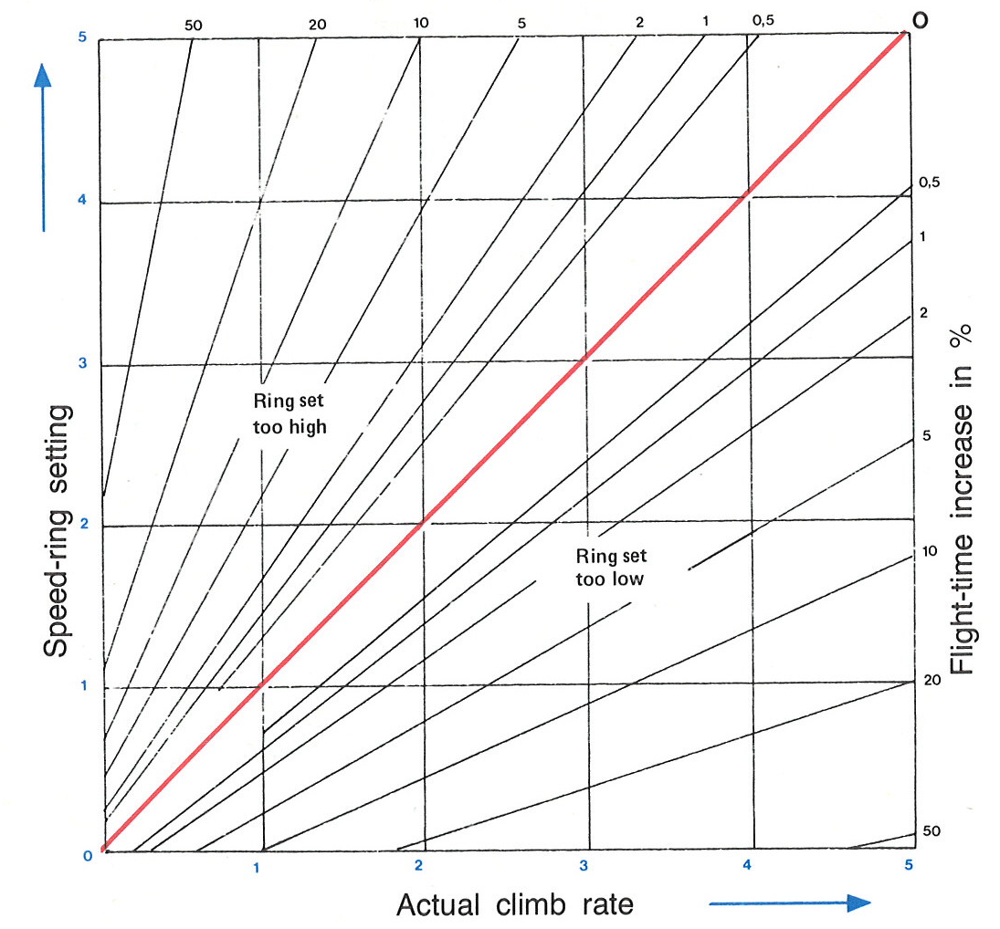 50 20 10 5 2 1 0,5 0
5
4
3
2
1
0
Speed-ring setting
Ring set
too high
Ring set
too low
0,5
1
2
5
10
20
50
Flight-time increase in %
1 2 3 4 5
Actual climb rate